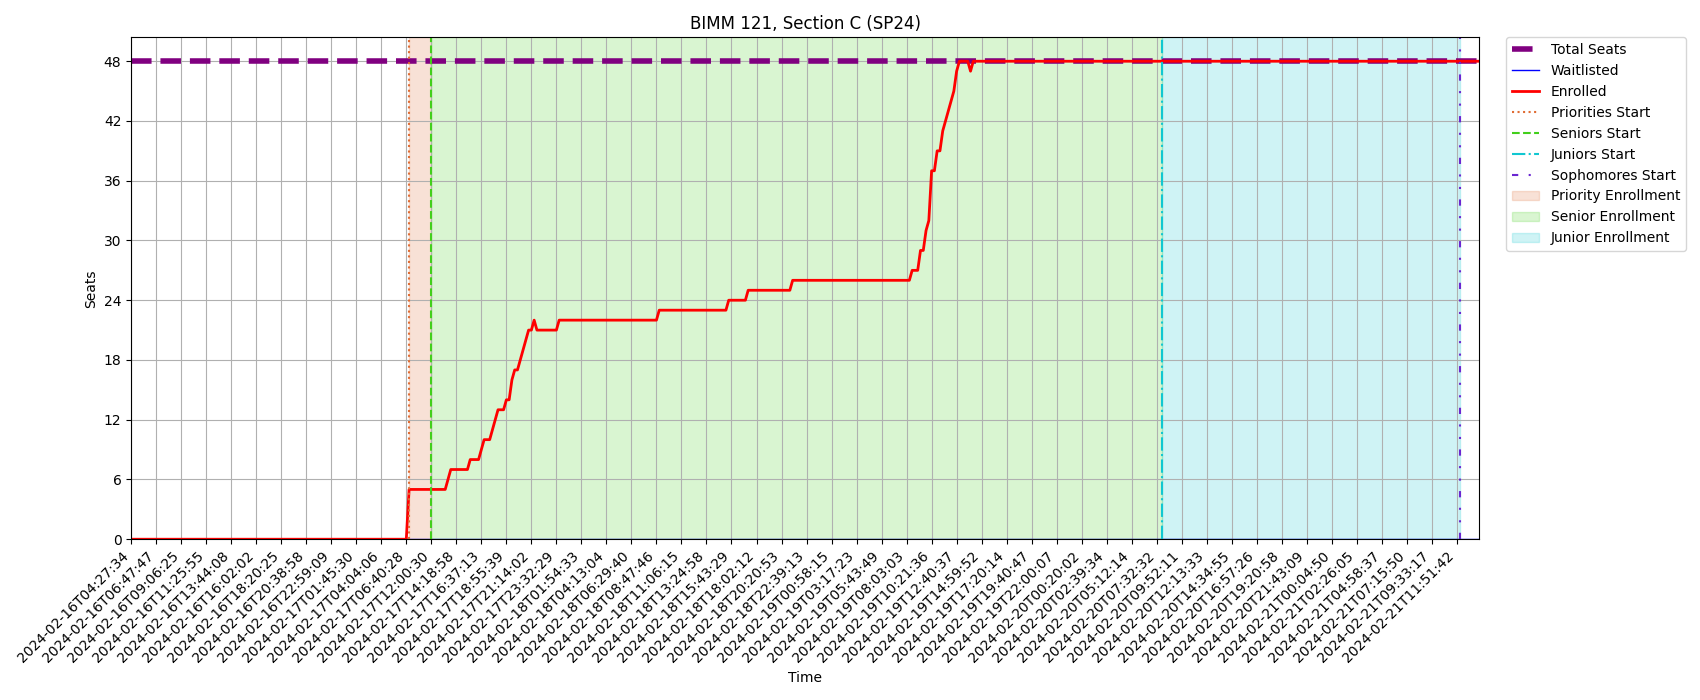 BIMM 121, Section C (SP24)
48
42
36
30
24
18
12
6
0
Seats
2024-02-16T04:27:34
2024-02-16T06:47:47
2024-02-16T09:06:25
2024-02-16T11:25:55
2024-02-16T13:44:08
2024-02-16T16:02:02
2024-02-16T18:20:25
2024-02-16T20:38:58
2024-02-16T22:59:09
2024-02-17T01:45:30
2024-02-17T04:04:06
2024-02-17T06:40:28
2024-02-17T12:00:30
2024-02-17T14:18:58
2024-02-17T16:37:13
2024-02-17T18:55:39
2024-02-17T21:14:02
2024-02-17T23:32:29
2024-02-18T01:54:33
2024-02-18T04:13:04
2024-02-18T06:29:40
2024-02-18T08:47:46
2024-02-18T11:06:15
2024-02-18T13:24:58
2024-02-18T15:43:29
2024-02-18T18:02:12
2024-02-18T20:20:53
2024-02-18T22:39:13
2024-02-19T00:58:15
2024-02-19T03:17:23
2024-02-19T05:43:49
2024-02-19T08:03:03
2024-02-19T10:21:36
2024-02-19T12:40:37
2024-02-19T14:59:52
2024-02-19T17:20:14
2024-02-19T19:40:47
2024-02-19T22:00:07
2024-02-20T00:20:02
2024-02-20T02:39:34
2024-02-20T05:12:14
2024-02-20T07:32:32
2024-02-20T09:52:11
2024-02-20T12:13:33
2024-02-20T14:34:55
2024-02-20T16:57:26
2024-02-20T19:20:58
2024-02-20T21:43:09
2024-02-21T00:04:50
2024-02-21T02:26:05
2024-02-21T04:58:37
2024-02-21T07:15:50
2024-02-21T09:33:17
2024-02-21T11:51:42
Time
Total Seats
Waitlisted
Enrolled
Priorities Start
Seniors Start
Juniors Start
Sophomores Start
Priority Enrollment
Senior Enrollment
Junior Enrollment